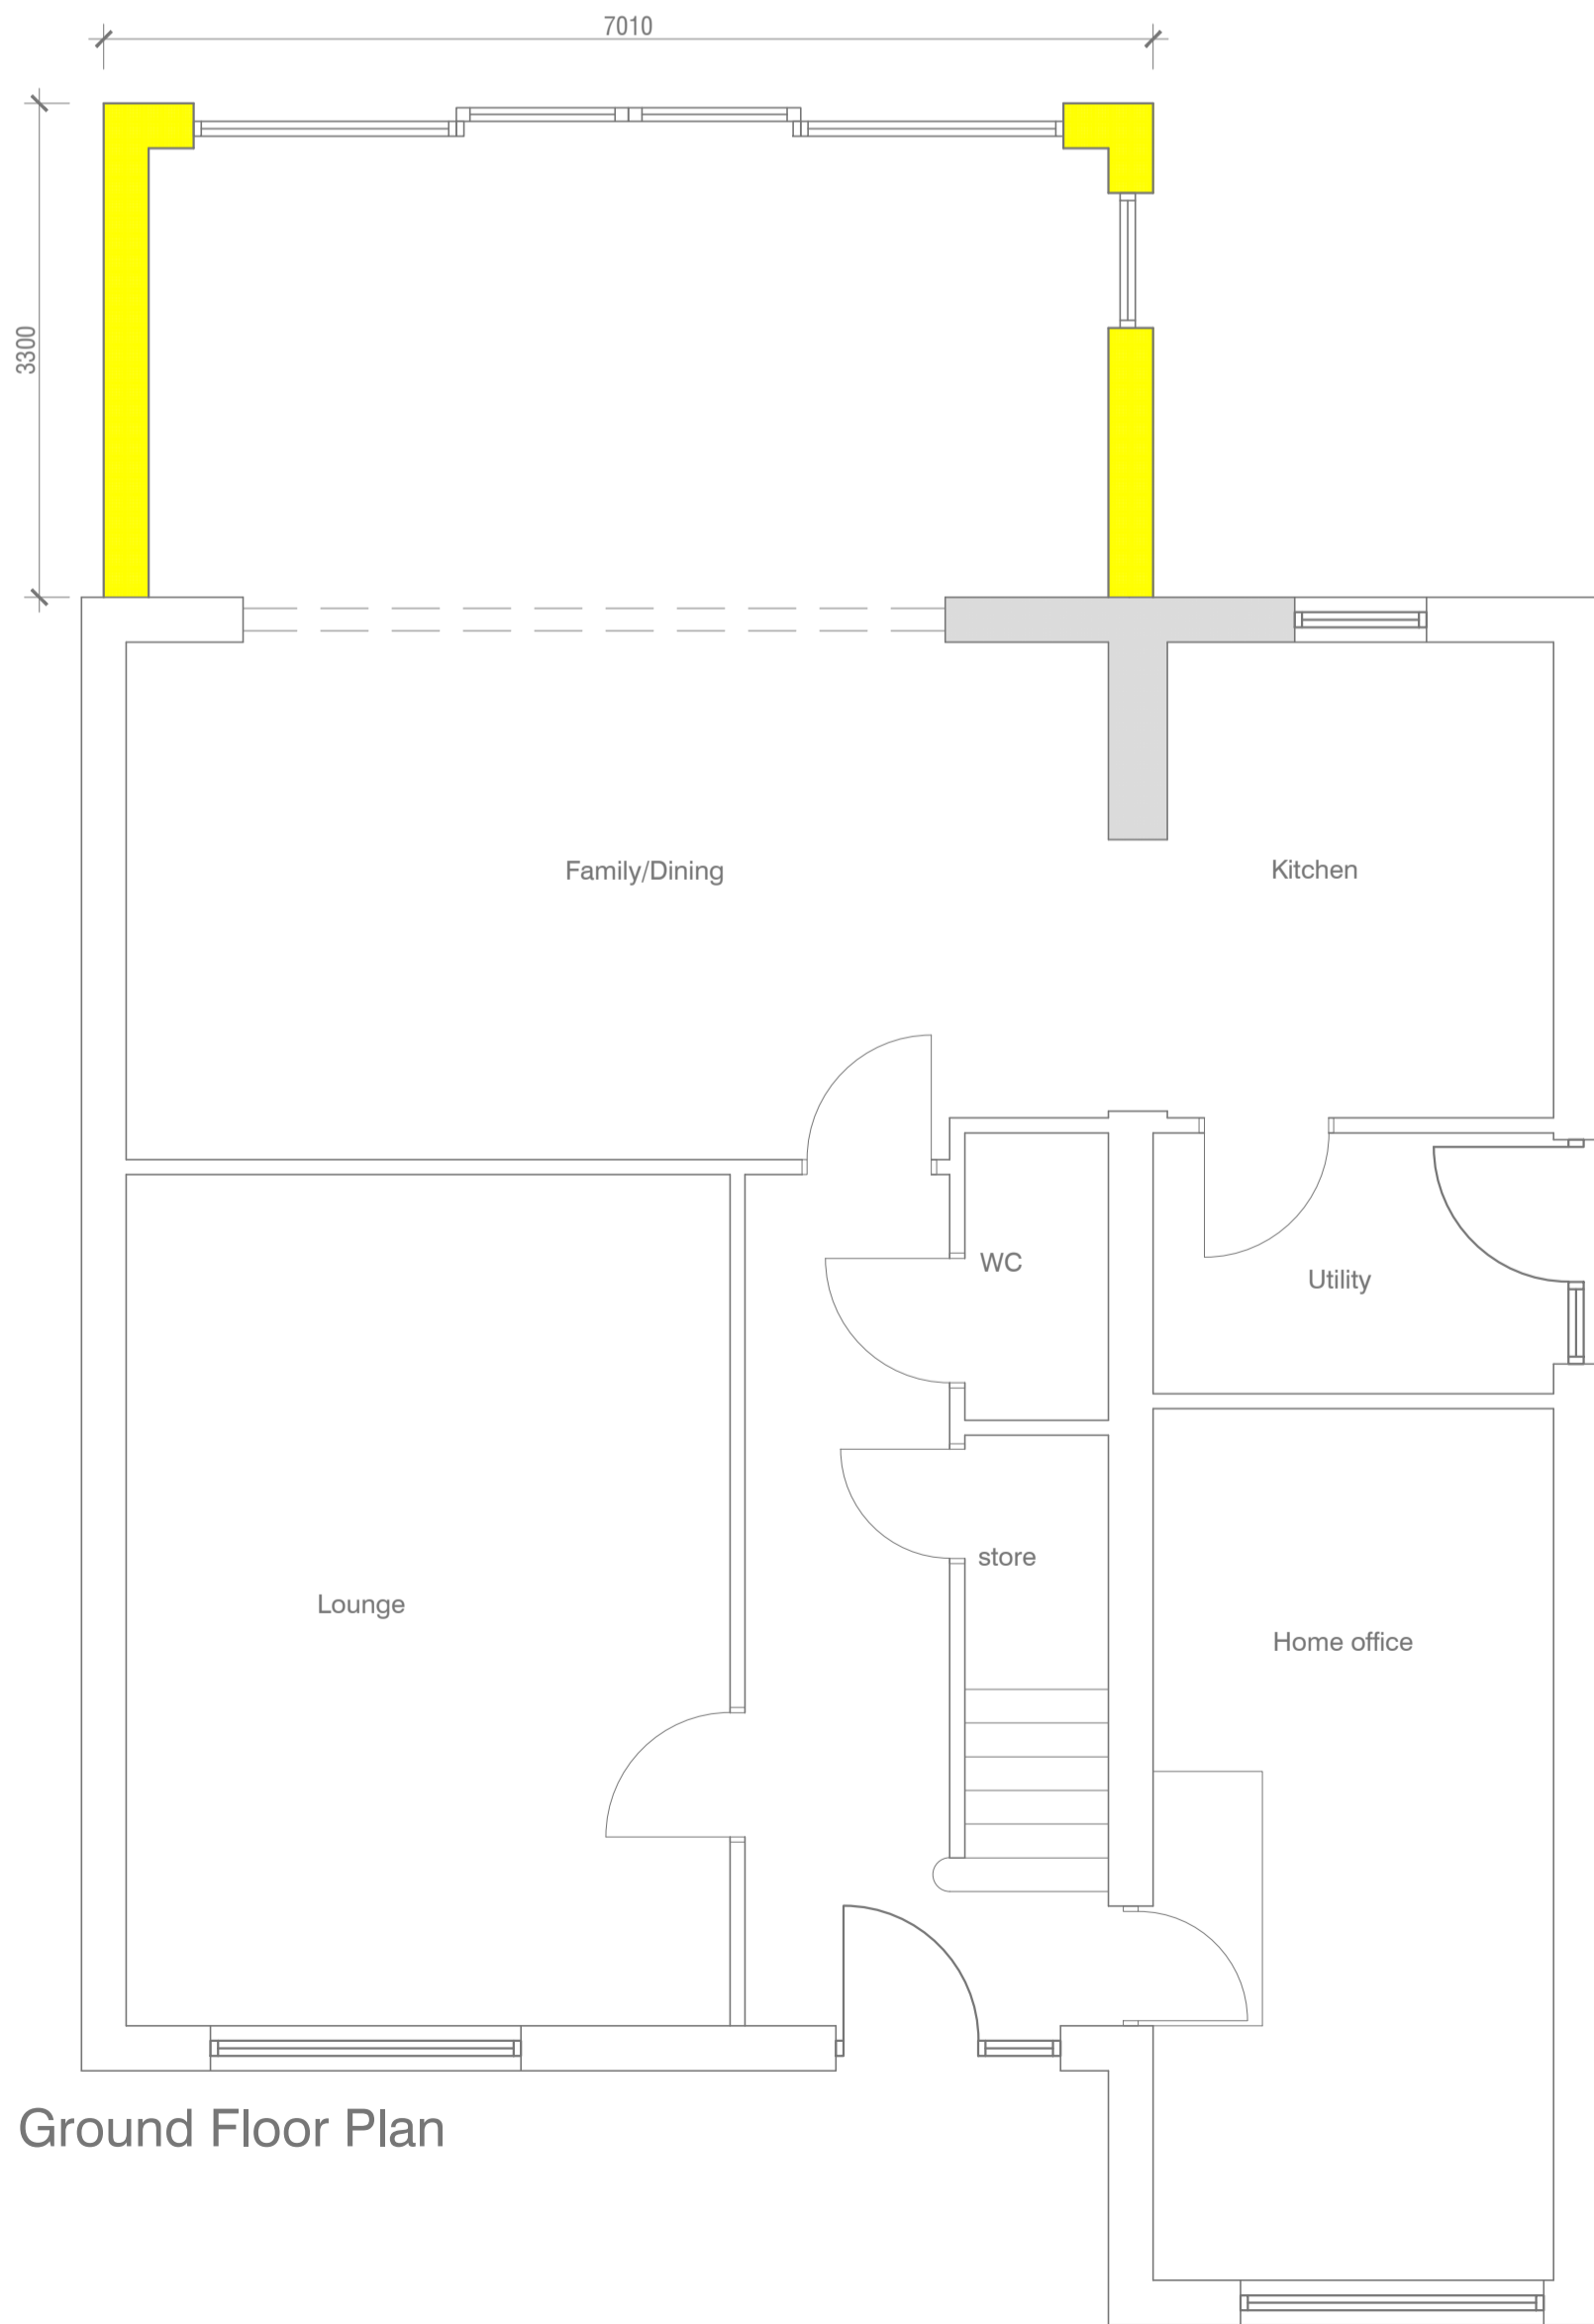 7010
3300
Family/Dining
Kitchen
WC
Utility
store
Lounge
Home office
Ground Floor Plan